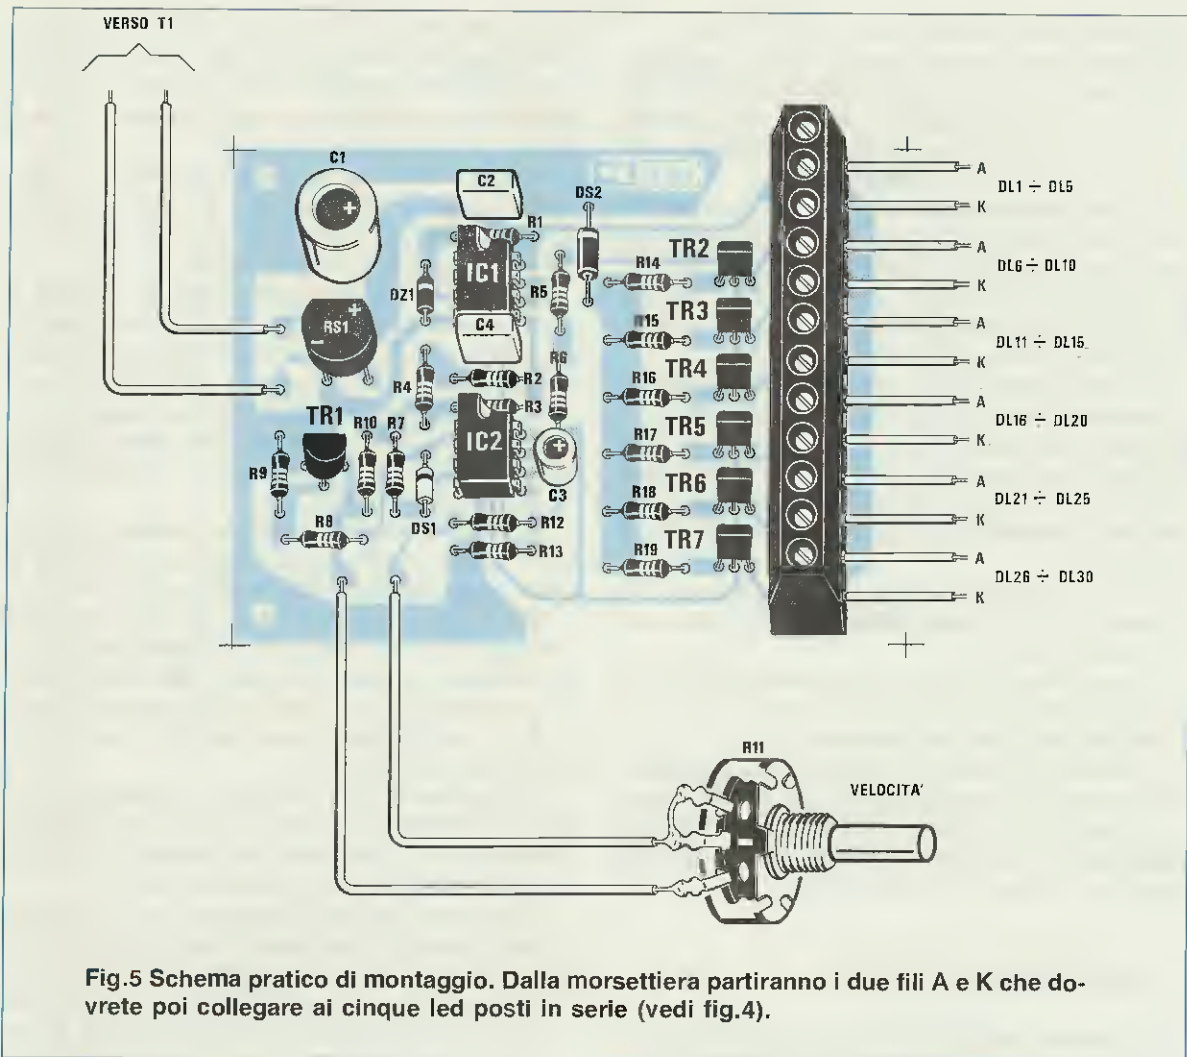 VERSO T1
C1
C2
DS2
R1
IC1
DZ1
R5
C4
RS1
R14
TR2
R15
TR3
R16
TR4
R17
TR5
R18
TR6
R19
TR7
R4
R2
R6
R3
IC2
C3
TR1
R10
R7
R9
R8
DS1
R12
R13
A
DL1 ÷ DL5
K
A
DL6 ÷ DL10
K
A
DL11 ÷ DL15
K
A
DL16 ÷ DL20
K
A
DL21 ÷ DL25
K
A
DL26 ÷ DL30
K
R11
VELOCITA'
Fig.5 Schema pratico di montaggio. Dalla morsettiera partiranno i due fili A e K che do-
vrete poi collegare ai cinque led posti in serie (vedi fig.4).